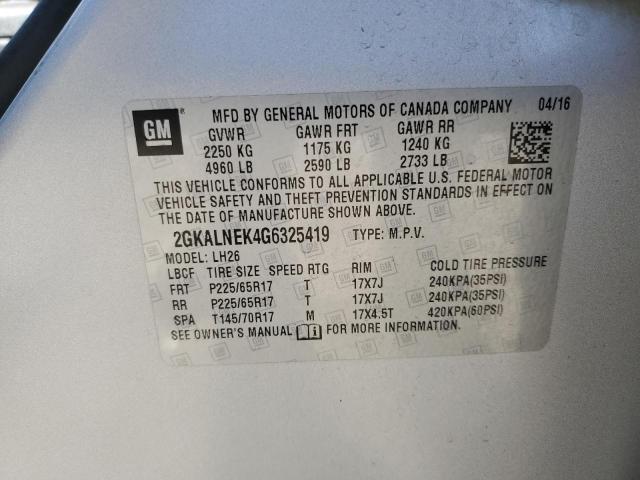 GM ® MFD BY GENERAL MOTORS OF CANADA COMPANY 04/16
GVWR GAWR FRT GAWR RR
2250 KG 1175 KG 1240 KG
4960 LB 2590 LB 2733 LB
THIS VEHICLE CONFORMS TO ALL APPLICABLE U.S. FEDERAL MOTOR
VEHICLE SAFETY AND THEFT PREVENTION STANDARDS IN EFFECT ON
THE DATE OF MANUFACTURE SHOWN ABOVE.
2GKALNEK4G6325419 TYPE: M.P.V.
MODEL: LH26
LBCF TIRE SIZE SPEED RTG RIM COLD TIRE PRESSURE
FRT P225/65R17 T 17X7J 240KPA(35PSI)
RR P225/65R17 T 17X7J 240KPA(35PSI)
SPA T145/70R17 M 17X4.5T 420KPA(60PSI)
SEE OWNER'S MANUAL FOR MORE INFORMATION.